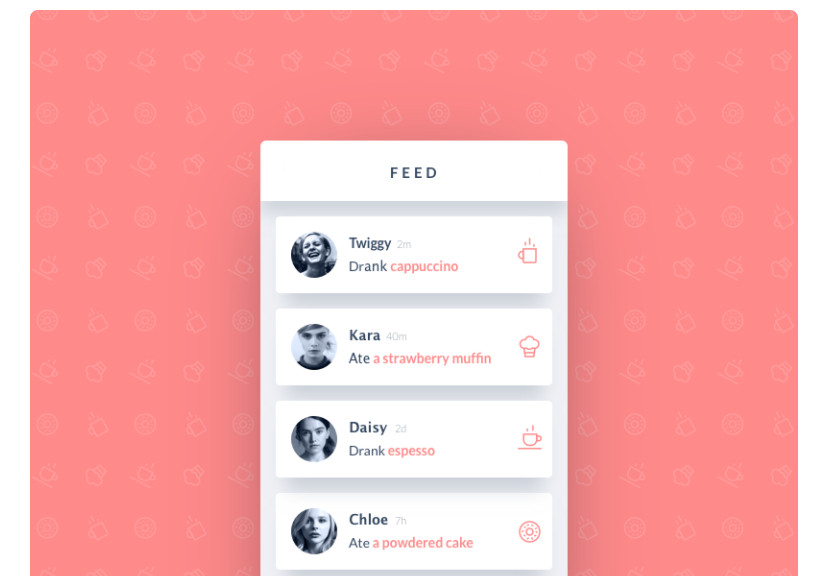 FEED
Twiggy 2m
Drank cappuccino
Kara 40m
Ate a strawberry muffin
Daisy 2d
Drank espesso
Chloe 7h
Ate a powdered cake